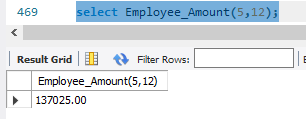 469 select Employee_Amount(5,12);
Result Grid Filter Rows:
Employee_Amount(5,12)
137025.00